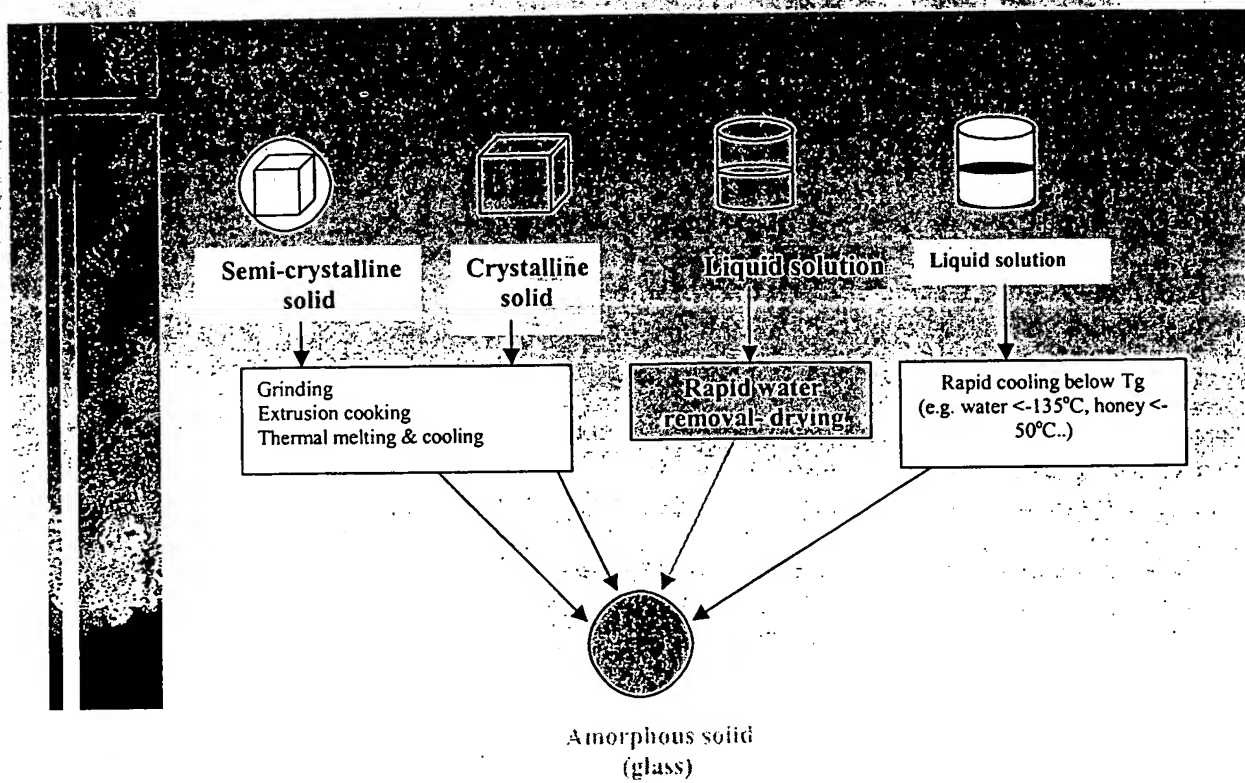 Semi-crystalline
solid
Crystalline
solid
Liquid solution
Liquid solution
Grinding
Extrusion cooking
Thermal melting & cooling
Rapid water
removal- drying
Rapid cooling below Tg
(e.g. water <-135°C, honey <-
50°C..)
Amorphous solid
(glass)